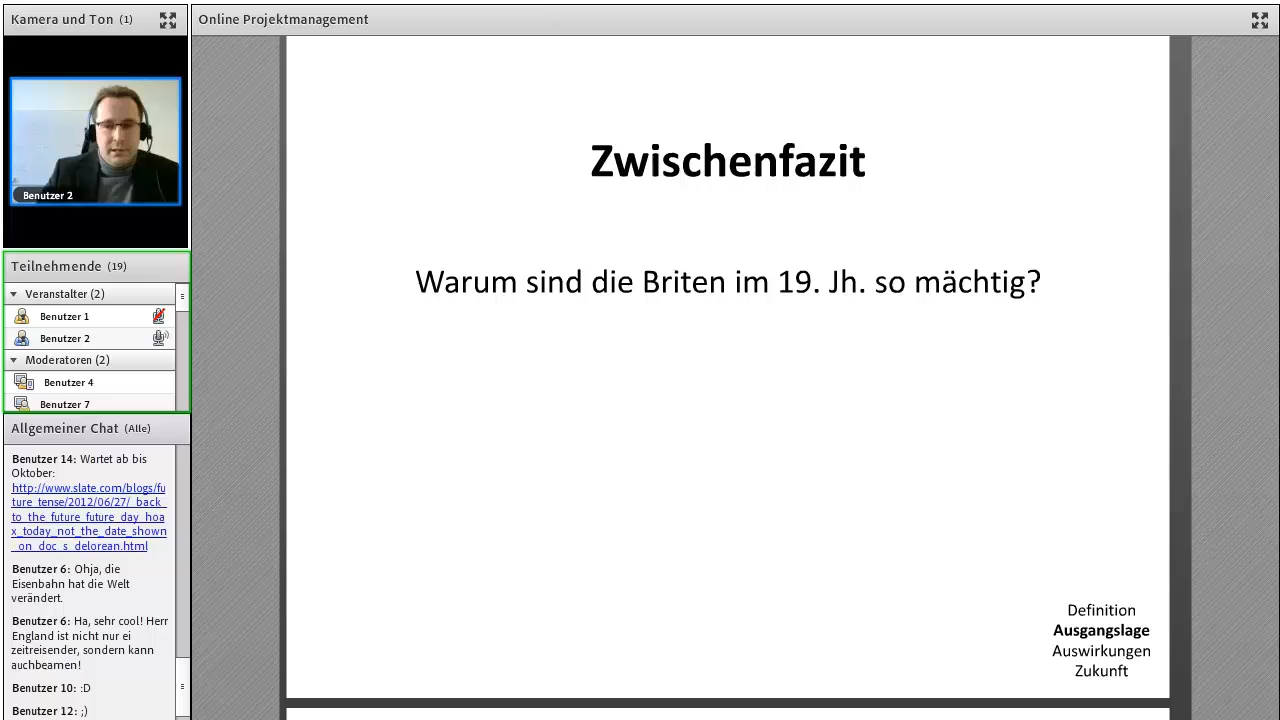 Kamera und Ton (1)
Online Projektmanagement
Benutzer 2
Teilnehmende (19)
Veranstalter (2)
Benutzer 1
Benutzer 2
Moderatoren (2)
Benutzer 4
Benutzer 7
Allgemeiner Chat (Alle)
Benutzer 14: Wartet ab bis
Oktober:
http://www.slate.com/blogs/fu
ture_tense/2012/06/27/_back_
to_the_future_future_day_hoa
x_today_not_the_date_shown
_on_doc_s_delorean.html
Benutzer 6: Ohja, die
Eisenbahn hat die Welt
verändert.
Benutzer 6: Ha, sehr cool! Herr
England ist nicht nur ei
zeitreisender, sondern kann
auchbeamen!
Benutzer 10: :D
Benutzer 12: ;)
Zwischenfazit
Warum sind die Briten im 19. Jh. so mächtig?
Definition
Ausgangslage
Auswirkungen
Zukunft